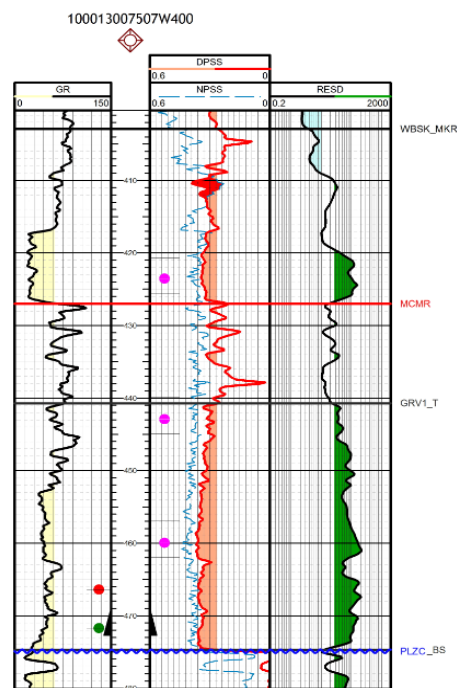 100013007507W400
DPSS
0.6 0
GR NPSS RESD
0 150 0.6 0 0.2 2000
WBSK_MKR
-410
-420
MCMR
-430
-440
GRV1_T
-450
-460
-470
PLZC_BS